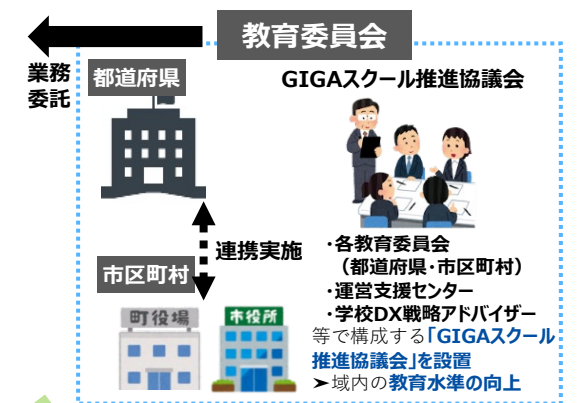 教育委員会
業務
委託
都道府県
GIGAスクール推進協議会
連携実施
市区町村
町役場
市役所
・各教育委員会
（都道府県・市区町村）
・運営支援センター
・学校DX戦略アドバイザー
等で構成する「GIGAスクール
推進協議会」を設置
➤域内の教育水準の向上